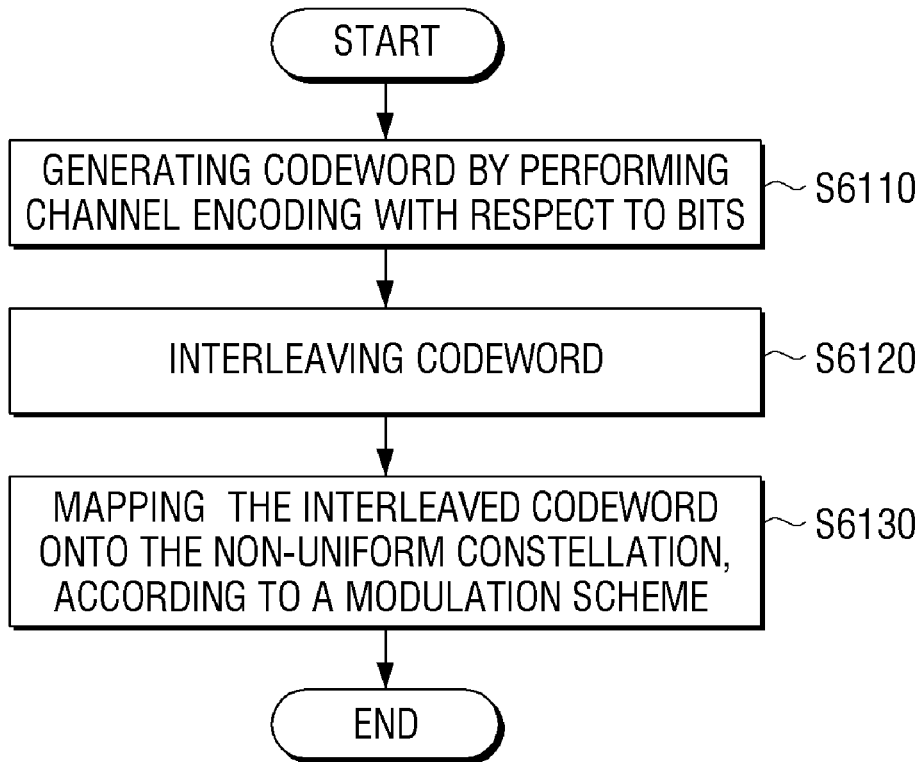 START
GENERATING CODEWORD BY PERFORMING
CHANNEL ENCODING WITH RESPECT TO BITS
S6110
INTERLEAVING CODEWORD
S6120
MAPPING THE INTERLEAVED CODEWORD
ONTO THE NON-UNIFORM CONSTELLATION,
ACCORDING TO A MODULATION SCHEME
S6130
END